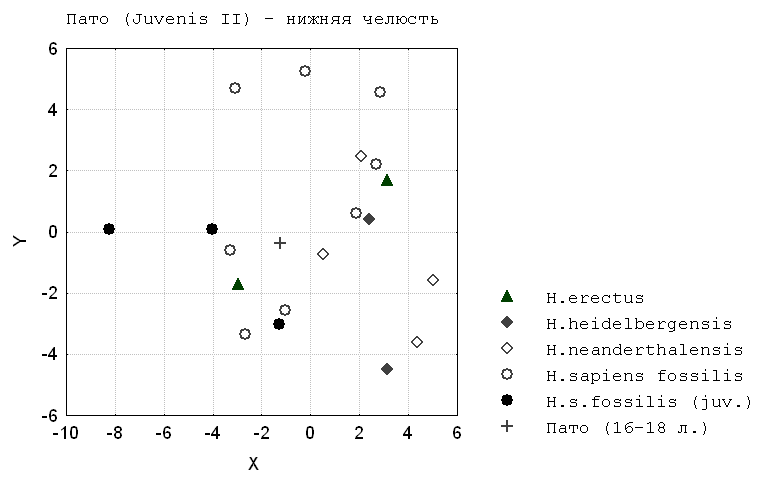 Пато (Juvenis II) - нижняя челюсть
6
4
2
0
-2
-4
-6
Y
-10 -8 -6 -4 -2 0 2 4 6
X
H.erectus
H.heidelbergensis
H.neanderthalensis
H.sapiens fossilis
H.s.fossilis (juv.)
Пато (16-18 л.)